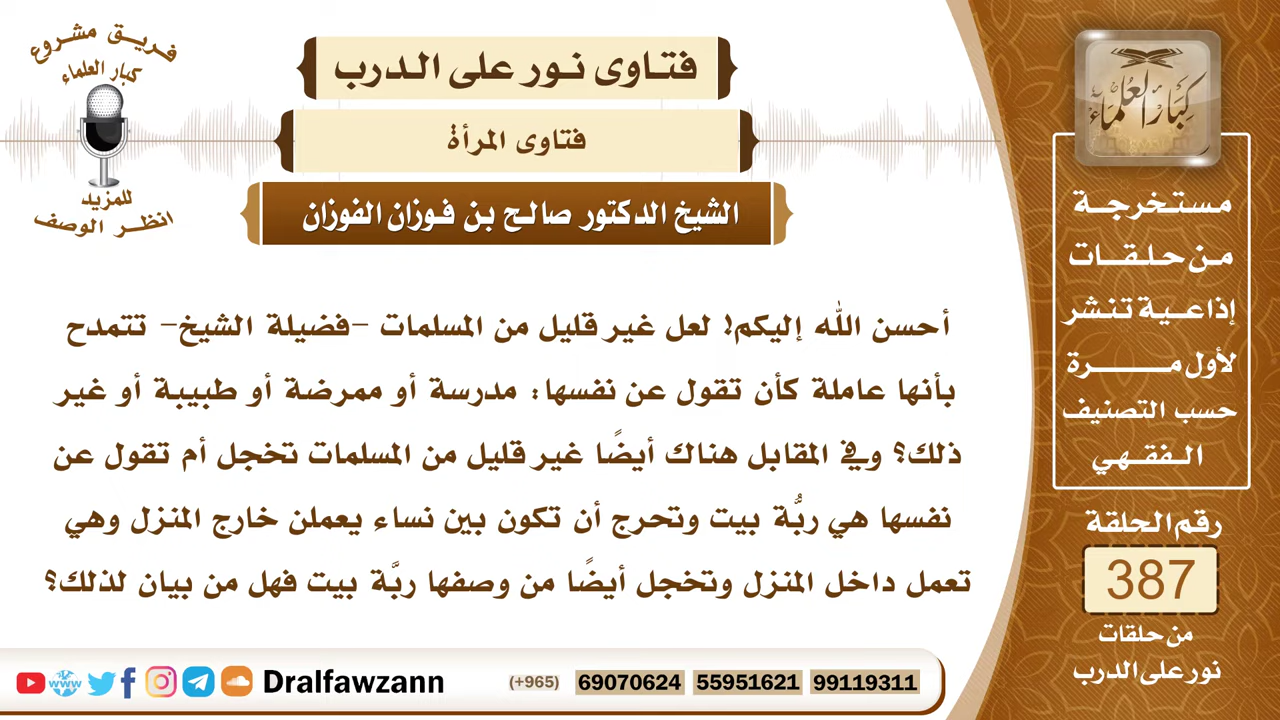 فريق مشروع
كبار العلماء
للمزيد
انظر الوصف
فتاوى نور على الدرب
فتاوى المرأة
الشيخ الدكتور صالح بن فوزان الفوزان
أحسن الله إليكم! لعل غير قليل من المسلمات -فضيلة الشيخ- تتمدح
بأنها عاملة كأن تقول عن نفسها: مدرسة أو ممرضة أو طبيبة أو غير
ذلك؟ وفي المقابل هناك أيضًا غير قليل من المسلمات تخجل أم تقول عن
نفسها هي ربُّة بيت وتحرج أن تكون بين نساء يعملن خارج المنزل وهي
تعمل داخل المنزل وتخجل أيضًا من وصفها ربَّة بيت فهل من بيان لذلك؟
كبار العلماء
مستخرجة
من حلقات
إذاعية تنشر
لأول مرة
حسب التصنيف
الفقهي
رقم الحلقة
387
من حلقات
نور على الدرب
www Dralfawzann (+965) 69070624 55951621 99119311